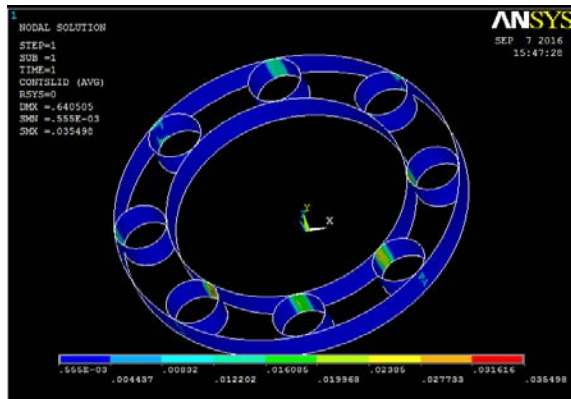 1
NODAL SOLUTION
STEP=1
SUB =1
TIME=1
CONTSLID (AVG)
RSYS=0
DMX =.640505
SMN =.555E-03
SMX =.035498
ANSYS
SEP 7 2016
15:47:28
Y
X
.555E-03 .00832 .016085 .02385 .031616
.004437 .012202 .019968 .027733 .035498